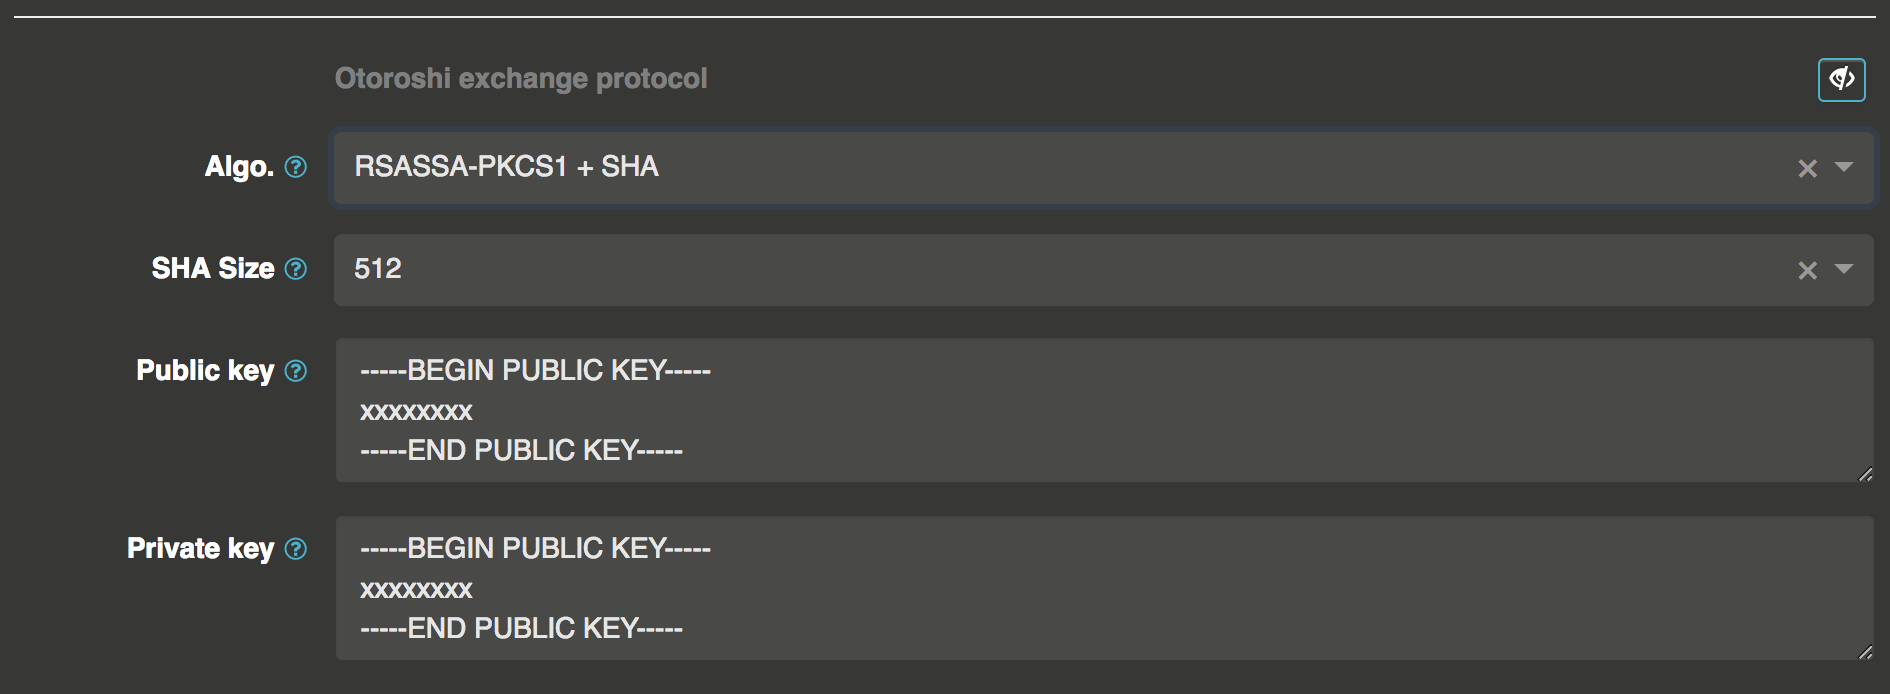 Otoroshi exchange protocol
Algo. ? RSASSA-PKCS1 + SHA
SHA Size ? 512
Public key ? -----BEGIN PUBLIC KEY-----
xxxxxxxx
-----END PUBLIC KEY-----
Private key ? -----BEGIN PUBLIC KEY-----
xxxxxxxx
-----END PUBLIC KEY-----